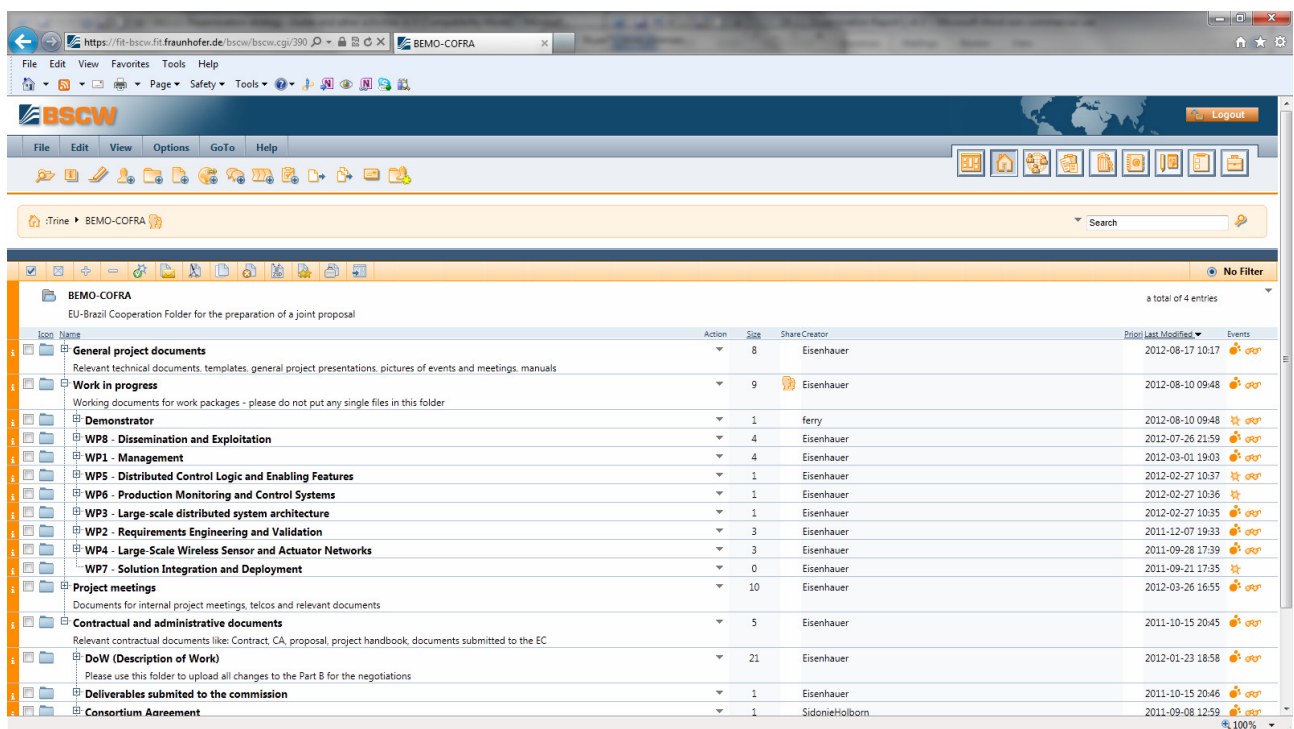 https://fit-bscw.fit.fraunhofer.de/bscw/bscw.cgi/390
BEMO-COFRA
File Edit View Favorites Tools Help
Page Safety Tools
BSCW
Logout
File Edit View Options GoTo Help
:Trine BEMO-COFRA
Search
No Filter
BEMO-COFRA
a total of 4 entries
EU-Brazil Cooperation Folder for the preparation of a joint proposal
Icon Name Action Size Share Creator Priori Last Modified Events
General project documents 8 Eisenhauer 2012-08-17 10:17
Relevant technical documents. templates. general project presentations. pictures of events and meetings. manuals
Work in progress 9 Eisenhauer 2012-08-10 09:48
Working documents for work packages - please do not put any single files in this folder
Demonstrator 1 ferry 2012-08-10 09:48
WP8 - Dissemination and Exploitation 4 Eisenhauer 2012-07-26 21:59
WP1 - Management 4 Eisenhauer 2012-03-01 19:03
WP5 - Distributed Control Logic and Enabling Features 1 Eisenhauer 2012-02-27 10:37
WP6 - Production Monitoring and Control Systems 1 Eisenhauer 2012-02-27 10:36
WP3 - Large-scale distributed system architecture 1 Eisenhauer 2012-02-27 10:35
WP2 - Requirements Engineering and Validation 3 Eisenhauer 2011-12-07 19:33
WP4 - Large-Scale Wireless Sensor and Actuator Networks 3 Eisenhauer 2011-09-28 17:39
WP7 - Solution Integration and Deployment 0 Eisenhauer 2011-09-21 17:35
Project meetings 10 Eisenhauer 2012-03-26 16:55
Documents for internal project meetings, telcos and relevant documents
Contractual and administrative documents 5 Eisenhauer 2011-10-15 20:45
Relevant contractual documents like: Contract, CA, proposal, project handbook, documents submitted to the EC
DoW (Description of Work) 21 Eisenhauer 2012-01-23 18:58
Please use this folder to upload all changes to the Part B for the negotiations
Deliverables submited to the commission 1 Eisenhauer 2011-10-15 20:46
Consortium Agreement 1 SidonieHolborn 2011-09-08 12:59
100%